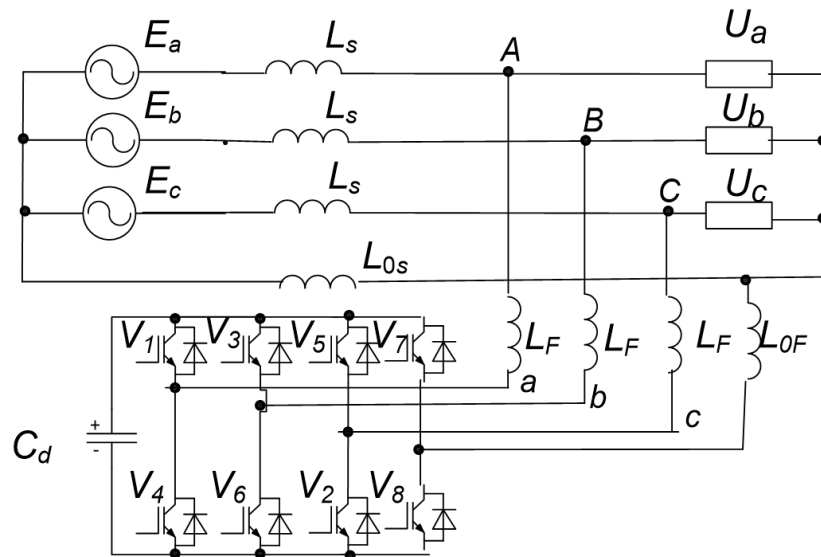 Ea Ls A Ua
Eb Ls B Ub
Ec Ls C Uc
L0s
V1 V3 V5 V7 LF LF LF L0F
a b c
+
Cd
-
V4 V6 V2 V8